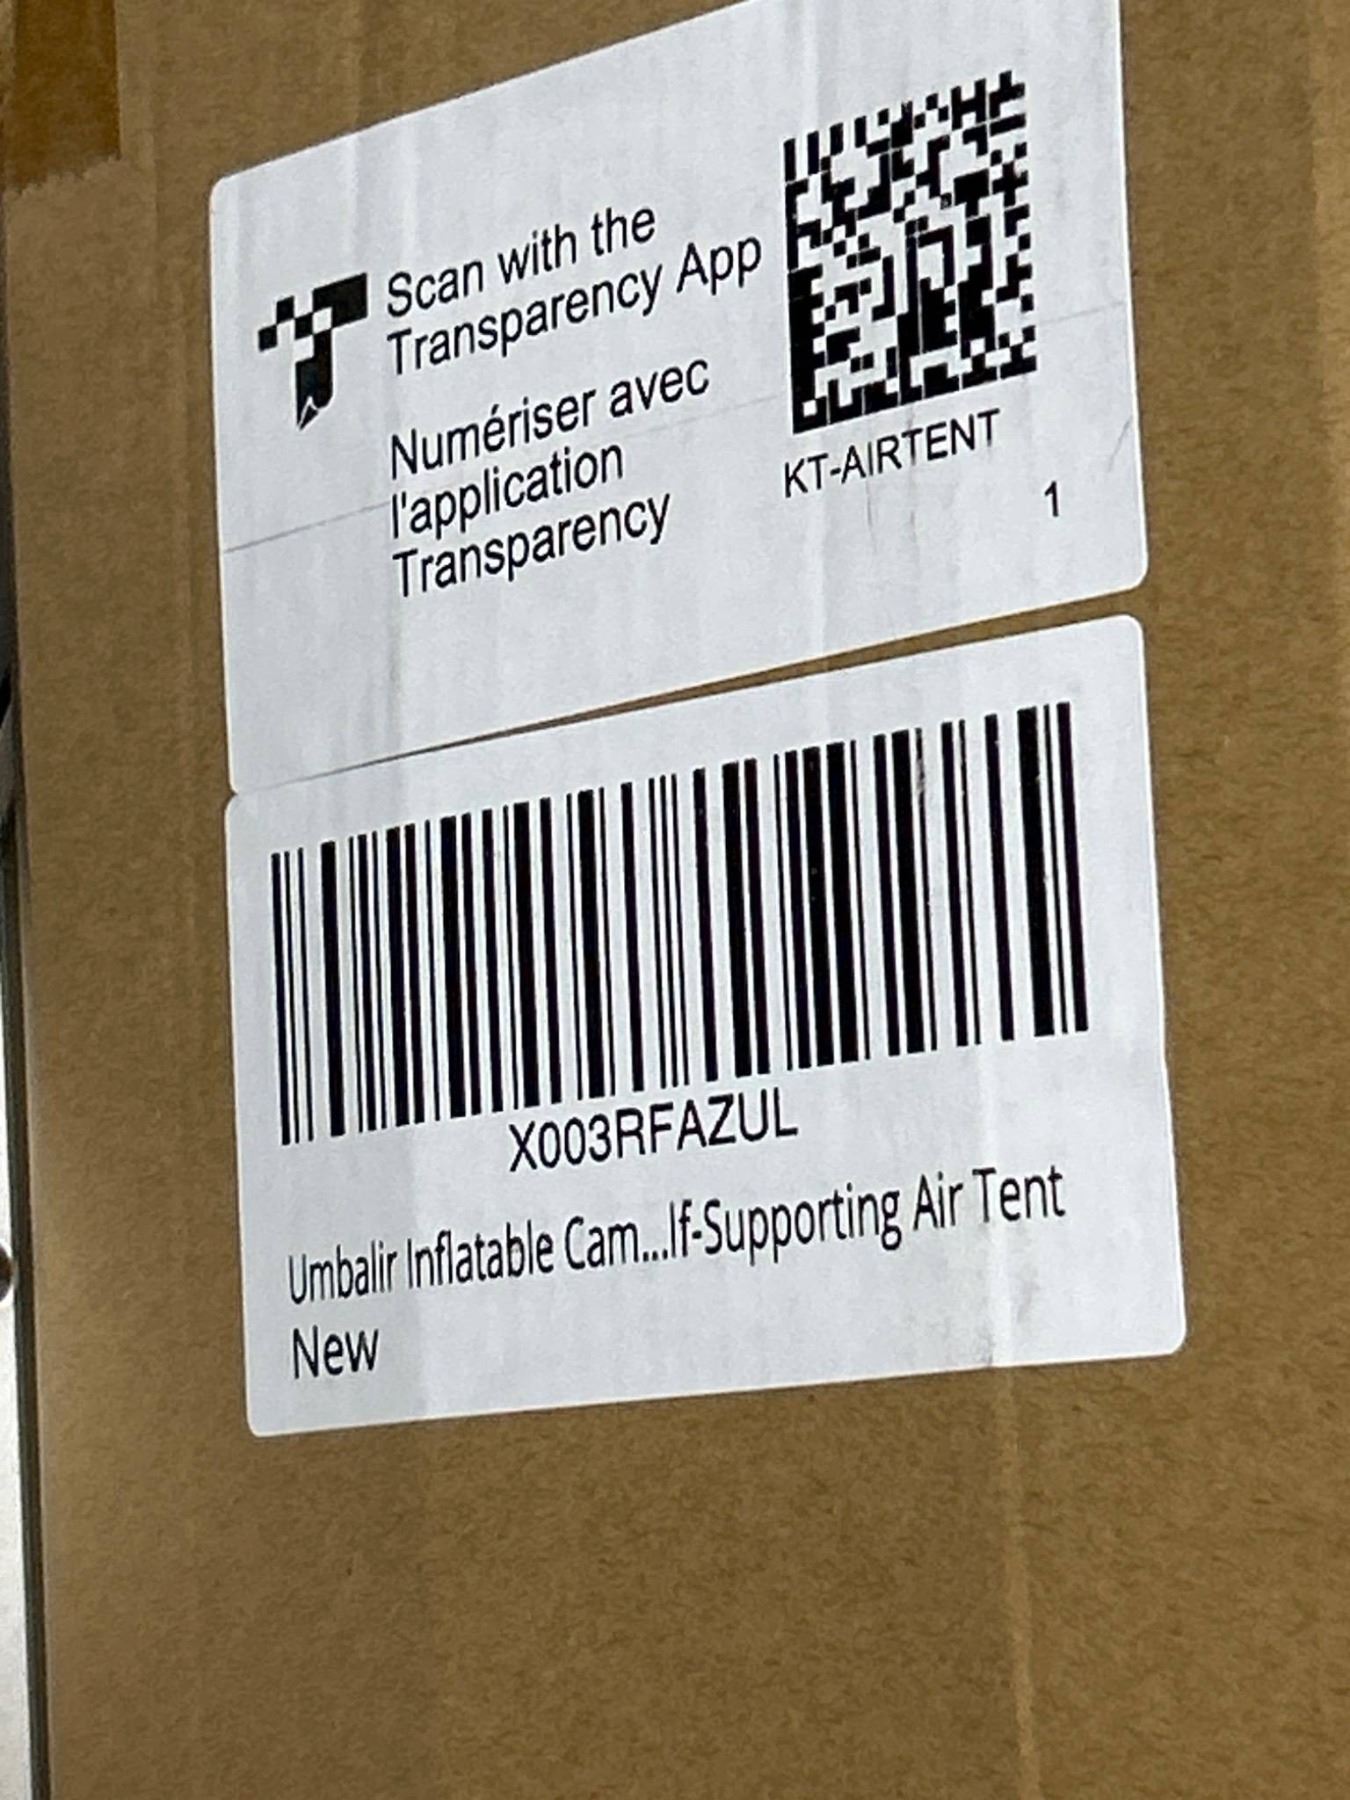 Scan with the
Transparency App
Numériser avec
l'application
Transparency
KT-AIRTENT
1
X003RFAZUL
Umbalir Inflatable Cam...lf-Supporting Air Tent
New